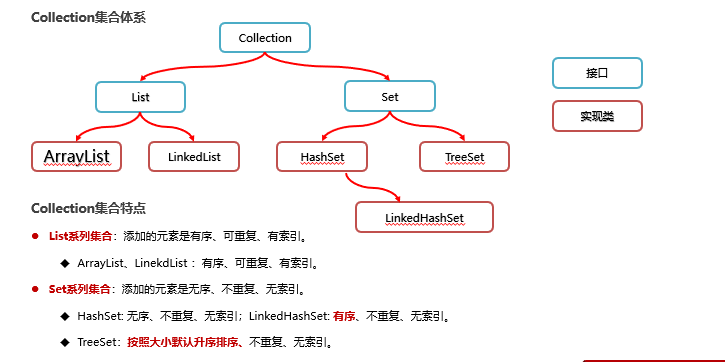 Collection集合体系
Collection
接口
List
Set
实现类
ArrayList
LinkedList
HashSet
TreeSet
LinkedHashSet
Collection集合特点
● List系列集合：添加的元素是有序、可重复、有索引。
◆ ArrayList、LinekdList ：有序、可重复、有索引。
● Set系列集合：添加的元素是无序、不重复、无索引。
◆ HashSet: 无序、不重复、无索引；LinkedHashSet: 有序、不重复、无索引。
◆ TreeSet：按照大小默认升序排序、不重复、无索引。